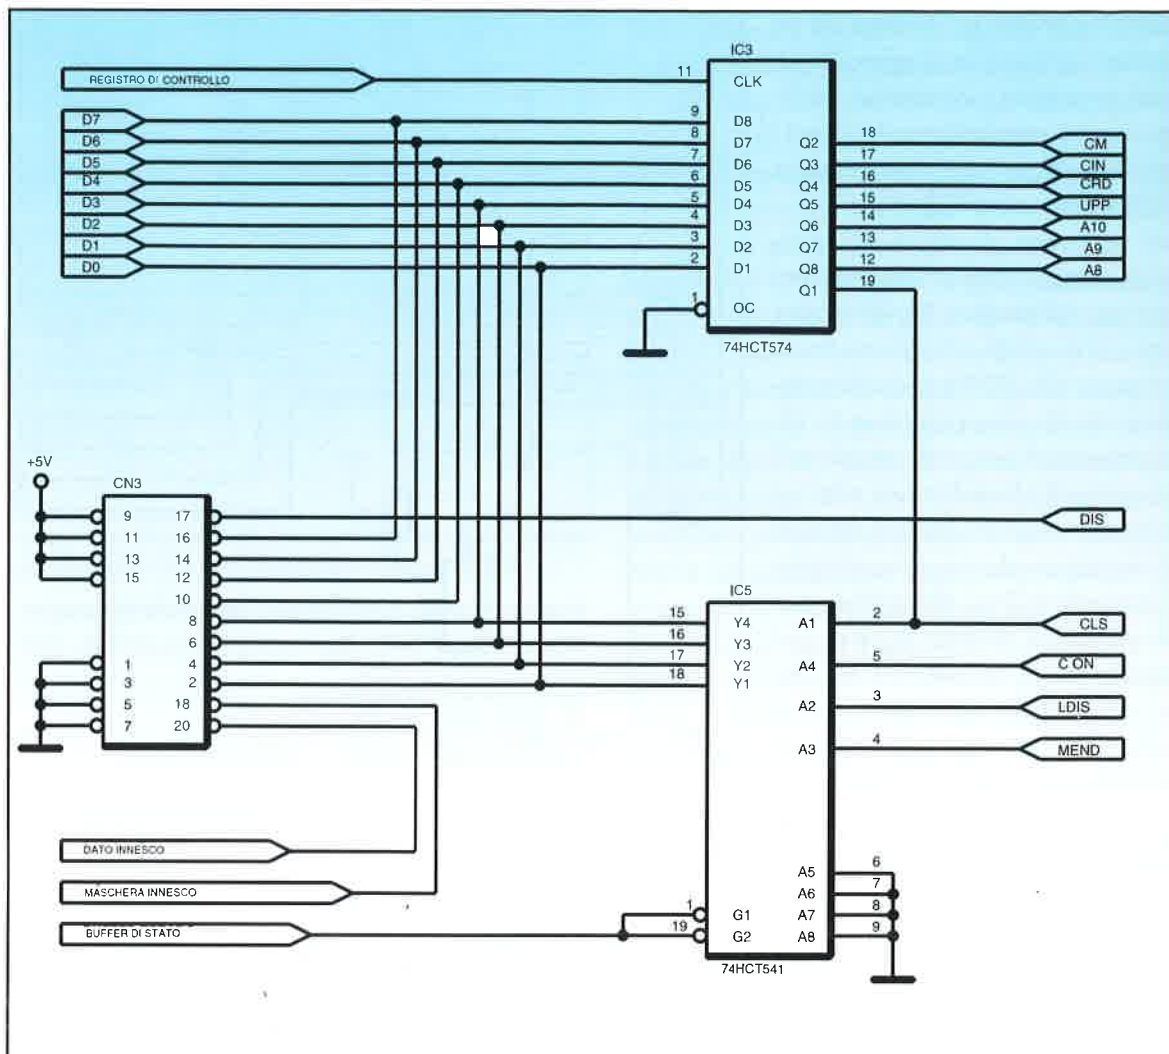 IC3
REGISTRO DI CONTROLLO
11
CLK
D7
9
D8
D6
8
D7
Q2
18
CM
D5
7
D6
Q3
17
CIN
D4
6
D5
Q4
16
CRD
D3
5
D4
Q5
15
UPP
D2
4
D3
Q6
14
A10
D1
3
D2
Q7
13
A9
D0
2
D1
Q8
12
A8
Q1
19
1
OC
74HCT574
+5V
CN3
9
17
DIS
11
16
13
14
15
12
10
8
6
1
4
3
2
5
18
7
20
IC5
15
Y4
A1
2
CLS
16
Y3
17
Y2
A4
5
C ON
18
Y1
A2
3
LDIS
A3
4
MEND
DATO INNESCO
MASCHERA INNESCO
BUFFER DI STATO
A5
6
A6
7
1
G1
A7
8
19
G2
A8
9
74HCT541